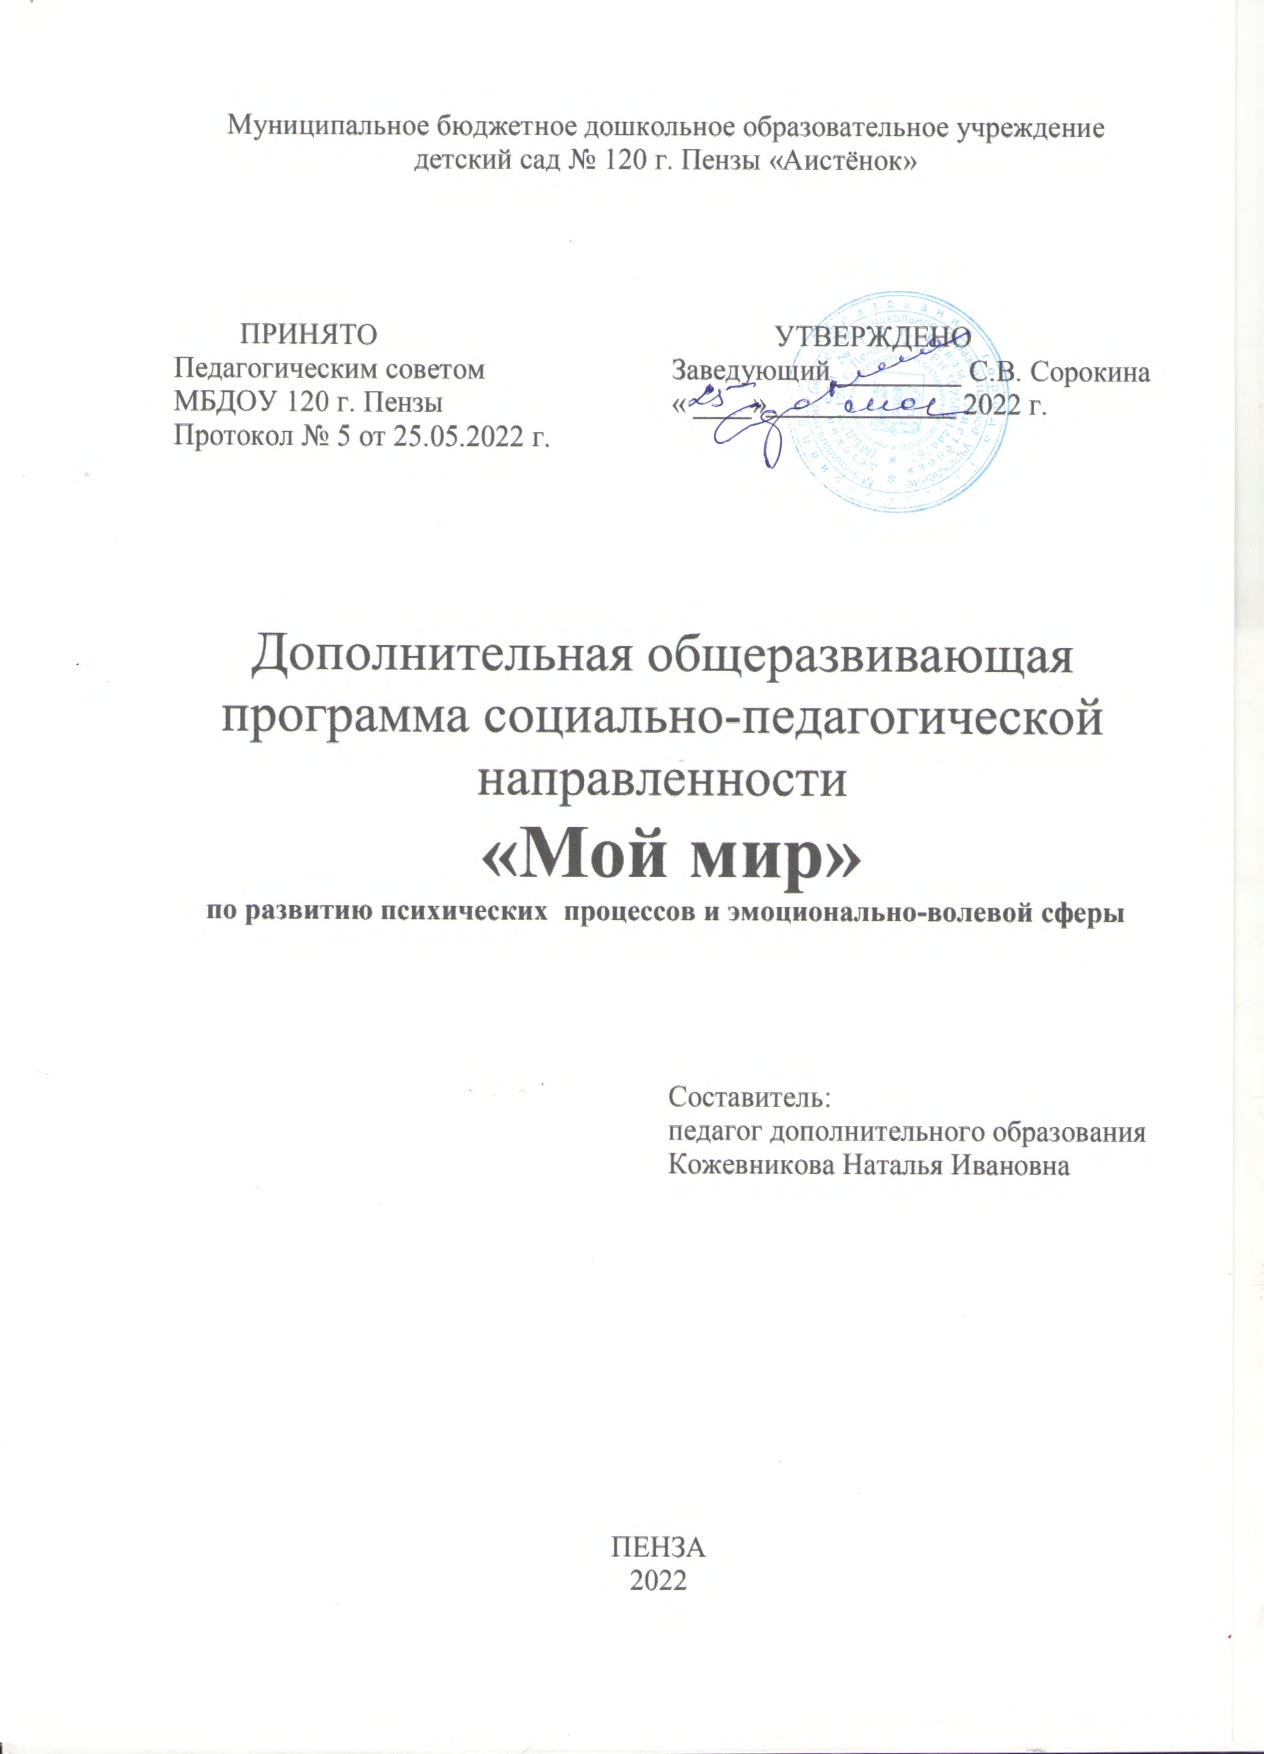 Муниципальное бюджетное дошкольное образовательное учреждение
детский сад № 120 г. Пензы «Аистёнок»
ПРИНЯТО
Педагогическим советом
МБДОУ 120 г. Пензы
Протокол № 5 от 25.05.2022 г.
УТВЕРЖДЕНО
Заведующий_________ С.В. Сорокина
«25» 2022 г.
Дополнительная общеразвивающая
программа социально-педагогической
направленности
«Мой мир»
по развитию психических процессов и эмоционально-волевой сферы
Составитель:
педагог дополнительного образования
Кожевникова Наталья Ивановна
ПЕНЗА
2022